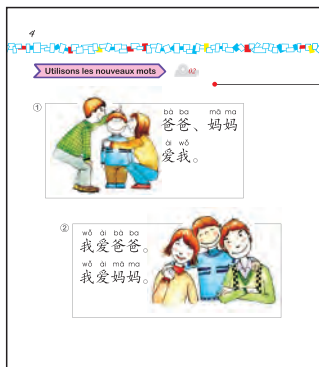 4
Utilisons les nouveaux mots
02
①
bà ba mā ma
爸爸、妈妈
ài wǒ
爱我。
②
wǒ ài bà ba
我爱爸爸。
wǒ ài mā ma
我爱妈妈。